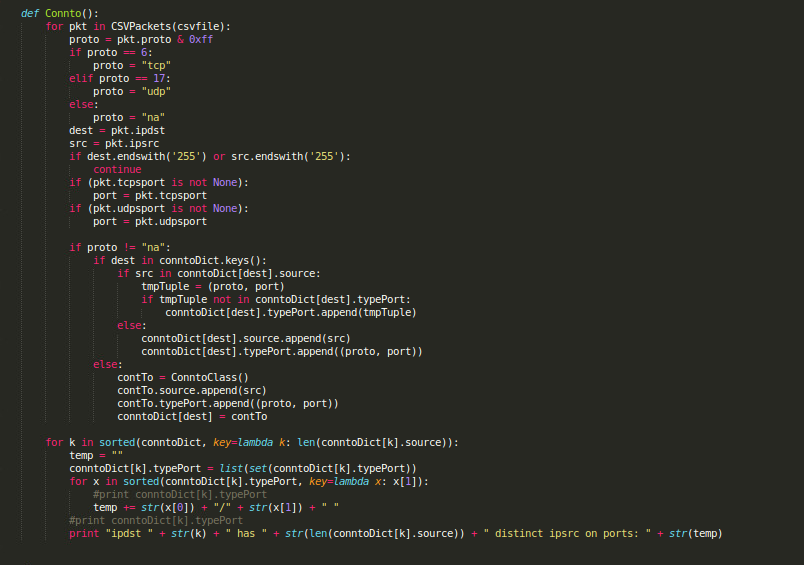 def Connto():
    for pkt in CSVPackets(csvfile):
        proto = pkt.proto & 0xff
        if proto == 6:
            proto = "tcp"
        elif proto == 17:
            proto = "udp"
        else:
            proto = "na"
        dest = pkt.ipdst
        src = pkt.ipsrc
        if dest.endswith('255') or src.endswith('255'):
            continue
        if (pkt.tcpsport is not None):
            port = pkt.tcpsport
        if (pkt.udpsport is not None):
            port = pkt.udpsport

        if proto != "na":
            if dest in conntoDict.keys():
                if src in conntoDict[dest].source:
                    tmpTuple = (proto, port)
                    if tmpTuple not in conntoDict[dest].typePort:
                        conntoDict[dest].typePort.append(tmpTuple)
                else:
                    conntoDict[dest].source.append(src)
                    conntoDict[dest].typePort.append((proto, port))
            else:
                contTo = ConntoClass()
                contTo.source.append(src)
                contTo.typePort.append((proto, port))
                conntoDict[dest] = contTo

    for k in sorted(conntoDict, key=lambda k: len(conntoDict[k].source)):
        temp = ""
        conntoDict[k].typePort = list(set(conntoDict[k].typePort))
        for x in sorted(conntoDict[k].typePort, key=lambda x: x[1]):
            #print conntoDict[k].typePort
            temp += str(x[0]) + "/" + str(x[1]) + " "
        #print conntoDict[k].typePort
        print "ipdst " + str(k) + " has " + str(len(conntoDict[k].source)) + " distinct ipsrc on ports: " + str(temp)